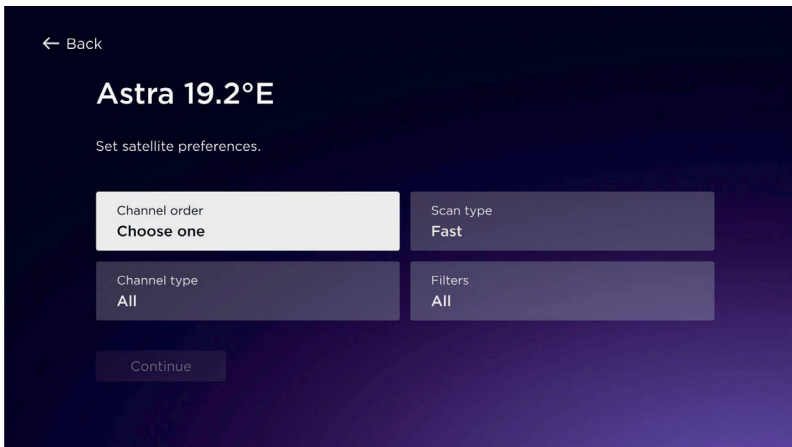 ← Back
Astra 19.2°E
Set satellite preferences.
Channel order
Choose one
Scan type
Fast
Channel type
All
Filters
All
Continue